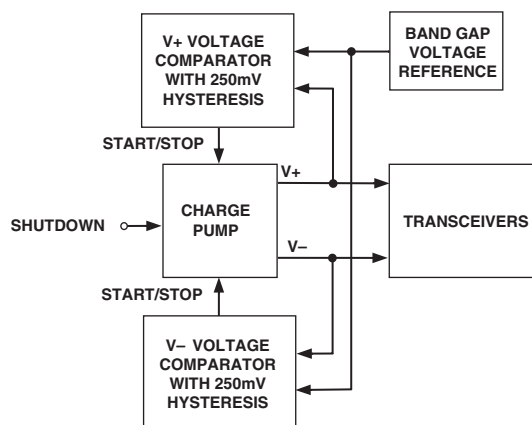 V+ VOLTAGE
COMPARATOR
WITH 250mV
HYSTERESIS
BAND GAP
VOLTAGE
REFERENCE
START/STOP
V+
SHUTDOWN
CHARGE
PUMP
TRANSCEIVERS
V–
START/STOP
V– VOLTAGE
COMPARATOR
WITH 250mV
HYSTERESIS